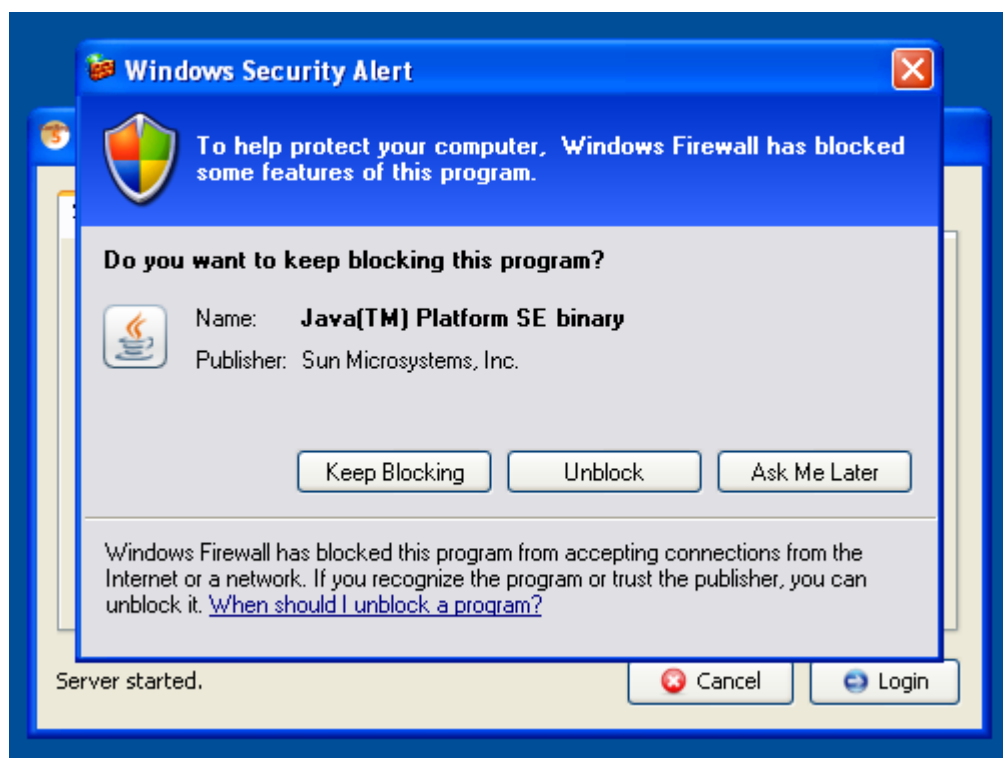 Windows Security Alert
To help protect your computer, Windows Firewall has blocked
some features of this program.
Do you want to keep blocking this program?
Name: Java(TM) Platform SE binary
Publisher: Sun Microsystems, Inc.
Keep Blocking Unblock Ask Me Later
Windows Firewall has blocked this program from accepting connections from the
Internet or a network. If you recognize the program or trust the publisher, you can
unblock it. When should I unblock a program?
Server started. Cancel Login